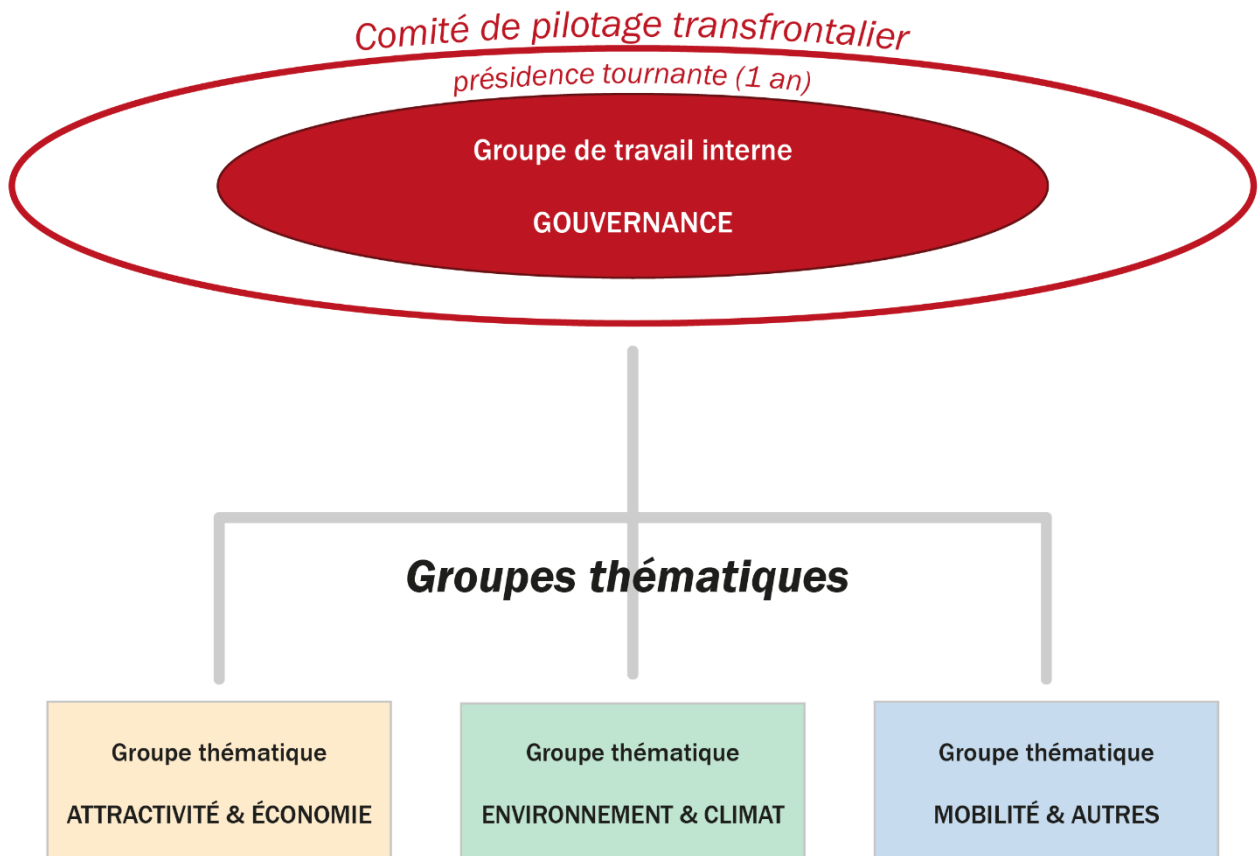 Comité de pilotage transfrontalier
présidence tournante (1 an)
Groupe de travail interne
GOUVERNANCE
Groupes thématiques
Groupe thématique
ATTRACTIVITÉ & ÉCONOMIE
Groupe thématique
ENVIRONNEMENT & CLIMAT
Groupe thématique
MOBILITÉ & AUTRES